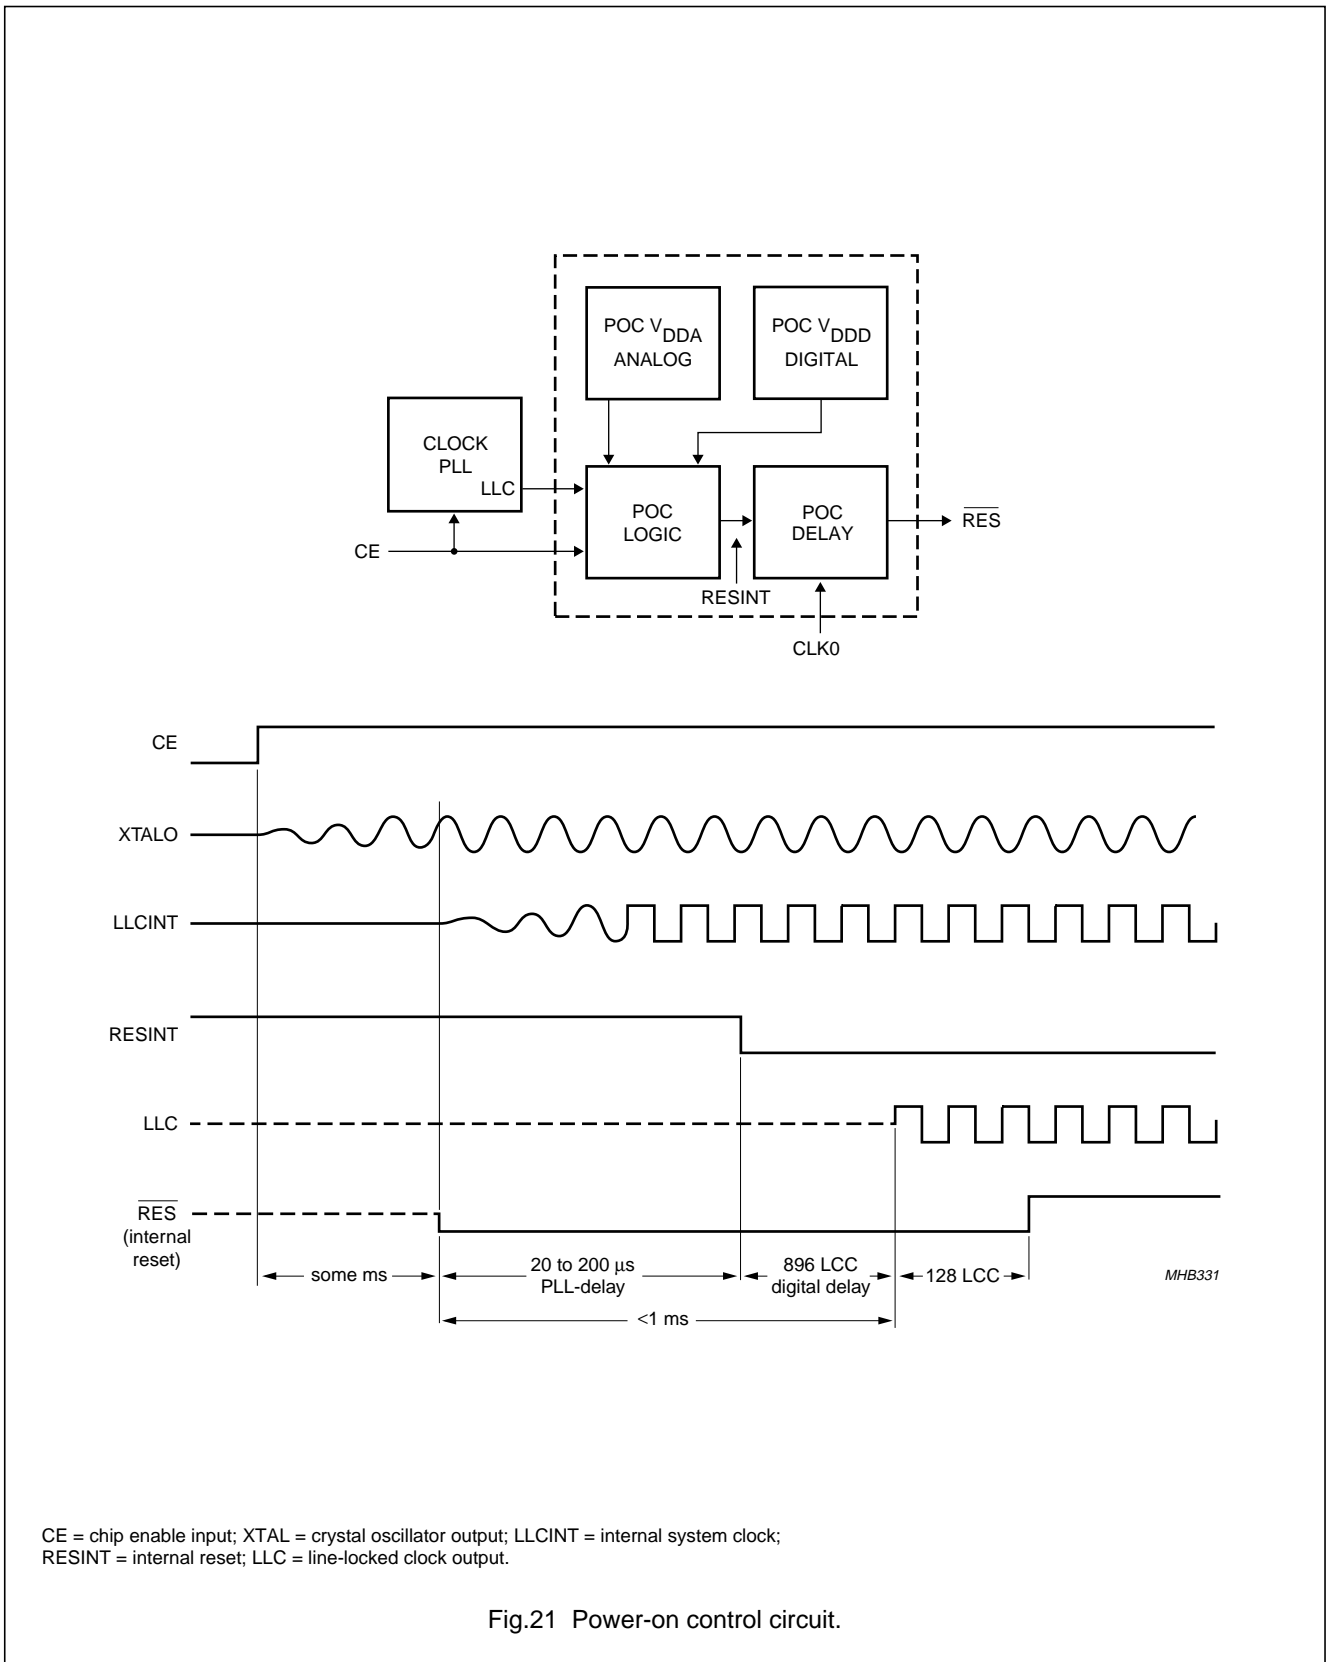 POC VDDA
ANALOG
POC VDDD
DIGITAL
CLOCK
PLL
LLC
POC
LOGIC
POC
DELAY
RES
CE
RESINT
CLK0
CE
XTALO
LLCINT
RESINT
LLC
RES
(internal
reset)
some ms
20 to 200 μs
PLL-delay
896 LCC
digital delay
128 LCC
<1 ms
MHB331
CE = chip enable input; XTAL = crystal oscillator output; LLCINT = internal system clock;
RESINT = internal reset; LLC = line-locked clock output.
Fig.21 Power-on control circuit.